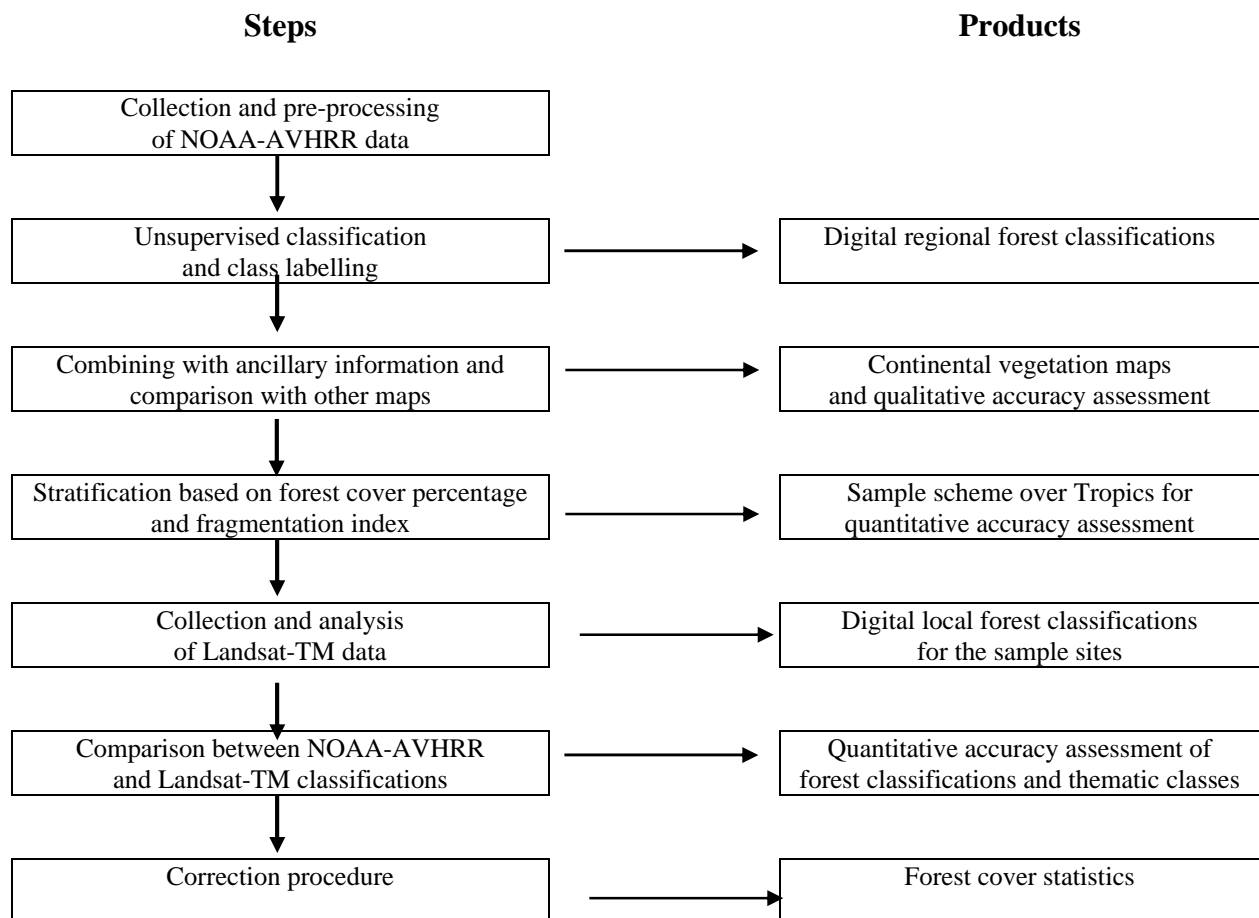 Steps
Products
Collection and pre-processing
of NOAA-AVHRR data
Unsupervised classification
and class labelling
Digital regional forest classifications
Combining with ancillary information and
comparison with other maps
Continental vegetation maps
and qualitative accuracy assessment
Stratification based on forest cover percentage
and fragmentation index
Sample scheme over Tropics for
quantitative accuracy assessment
Collection and analysis
of Landsat-TM data
Digital local forest classifications
for the sample sites
Comparison between NOAA-AVHRR
and Landsat-TM classifications
Quantitative accuracy assessment of
forest classifications and thematic classes
Correction procedure
Forest cover statistics